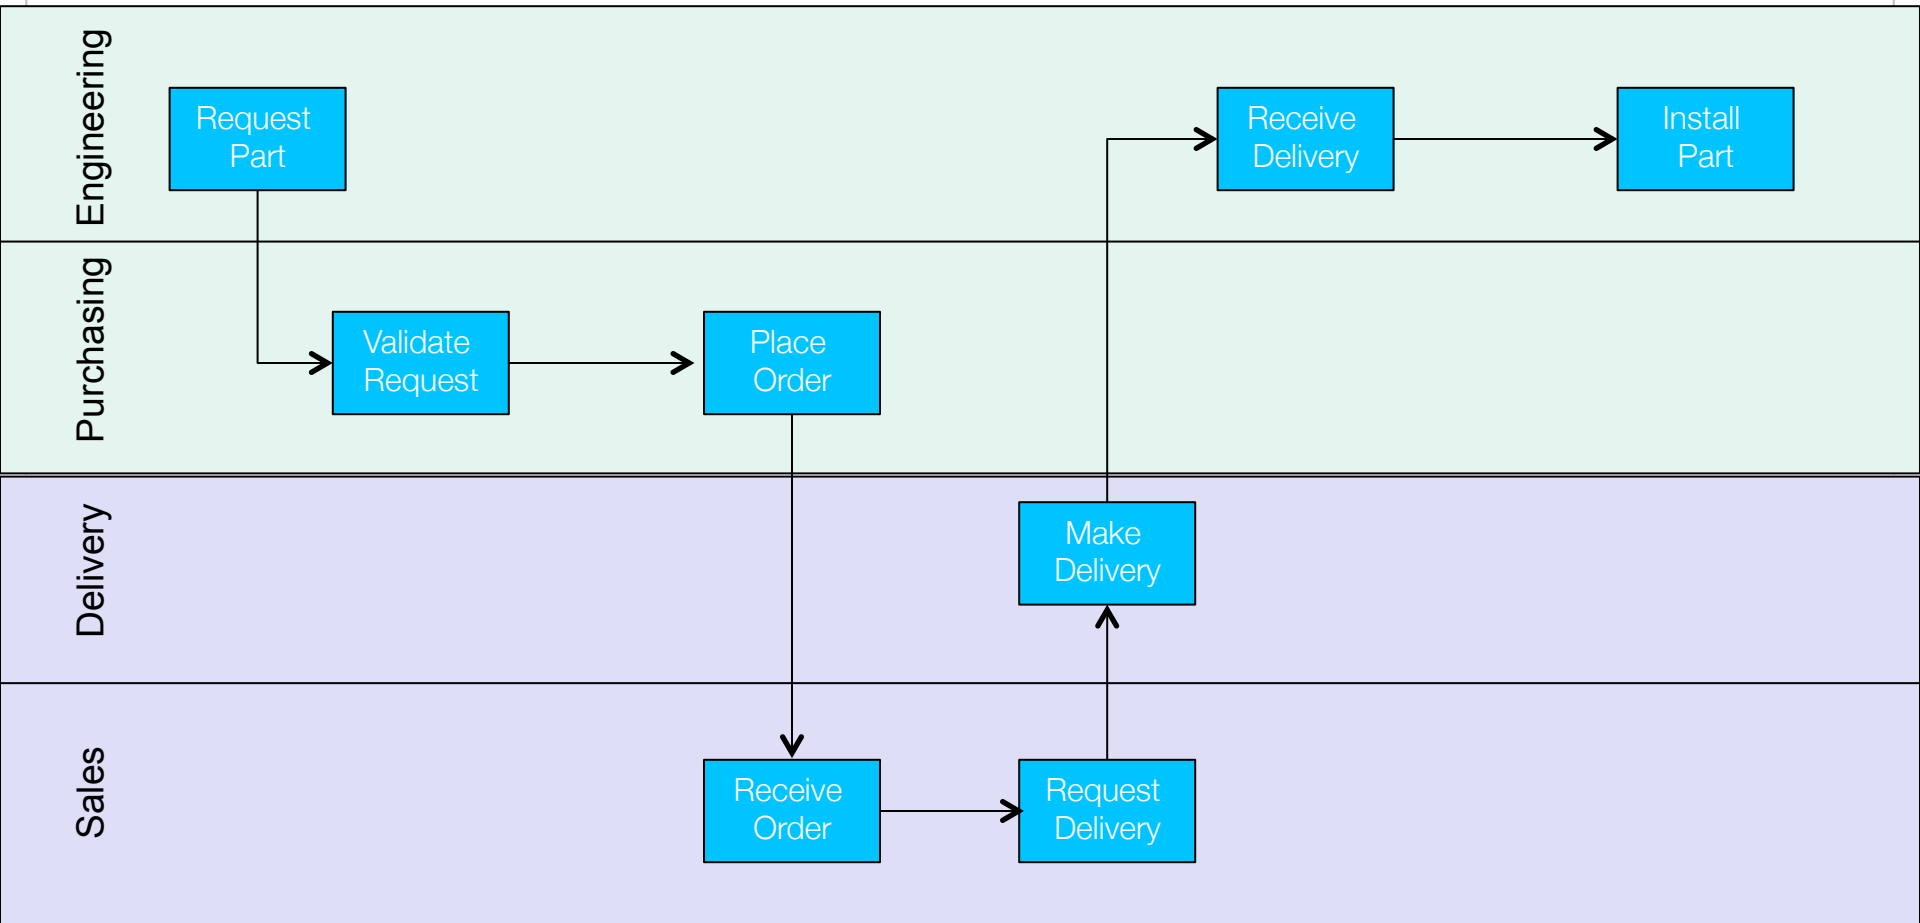 Engineering
Request
Part
Receive
Delivery
Install
Part
Purchasing
Validate
Request
Place
Order
Delivery
Make
Delivery
Sales
Receive
Order
Request
Delivery